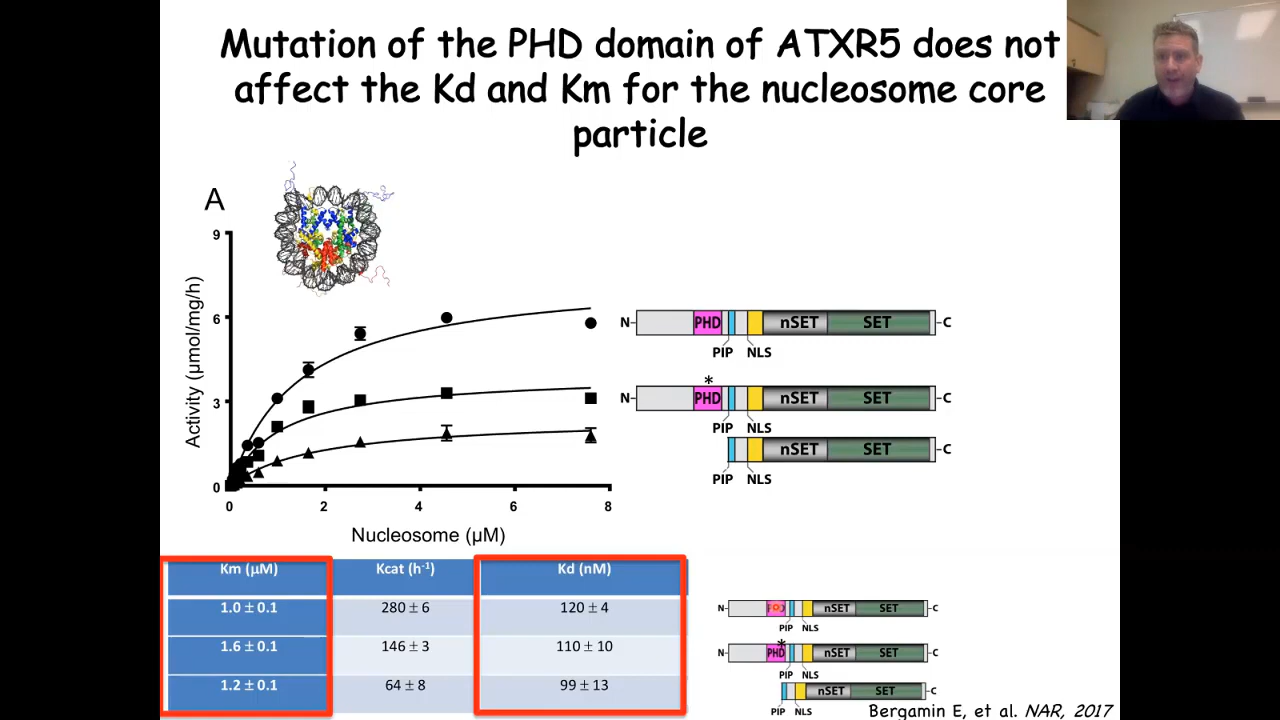 Mutation of the PHD domain of ATXR5 does not
affect the Kd and Km for the nucleosome core
particle
A
9
6
3
0
0 2 4 6 8
Activity (μmol/mg/h)
Nucleosome (μM)
N- PHD nSET SET -C
PIP NLS
*
N- PHD nSET SET -C
PIP NLS
nSET SET -C
PIP NLS
Km (μM) Kcat (h-1) Kd (nM)
1.0 ± 0.1 280 ± 6 120 ± 4
1.6 ± 0.1 146 ± 3 110 ± 10
1.2 ± 0.1 64 ± 8 99 ± 13
N- nSET SET -C
PIP NLS
*
N- PHD nSET SET -C
PIP NLS
nSET SET -C
PIP NLS
Bergamin E, et al. NAR, 2017